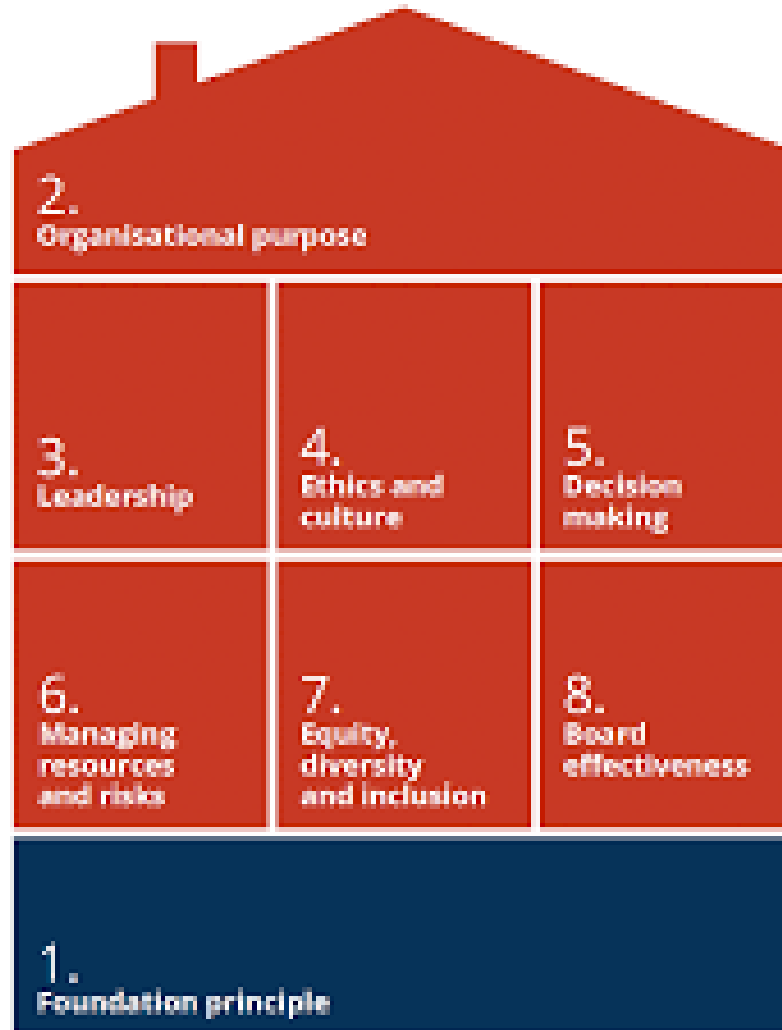 2.
Organisational purpose
3.
Leadership
4.
Ethics and
culture
5.
Decision
making
6.
Managing
resources
and risks
7.
Equity,
diversity
and inclusion
8.
Board
effectiveness
1.
Foundation principle